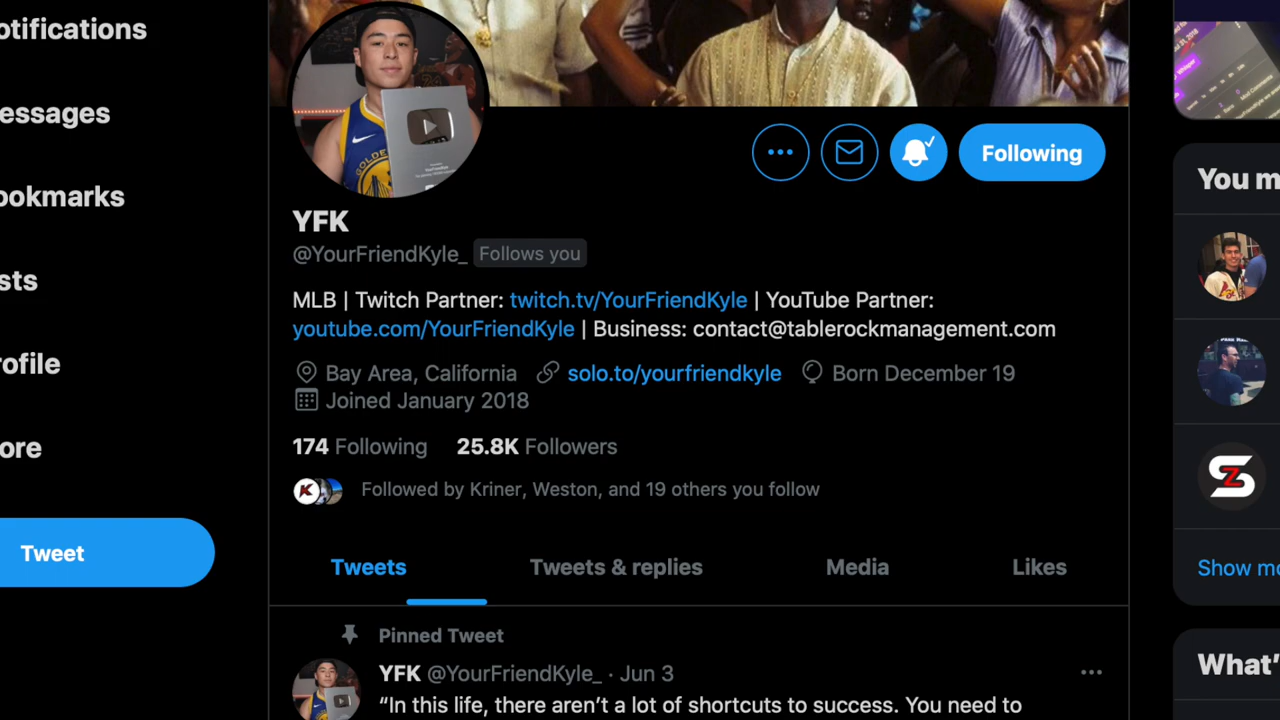 otifications
essages
ookmarks
sts
rofile
ore
Tweet
Following
YFK
@YourFriendKyle_ Follows you
MLB | Twitch Partner: twitch.tv/YourFriendKyle | YouTube Partner:
youtube.com/YourFriendKyle | Business: contact@tablerockmanagement.com
Bay Area, California solo.to/yourfriendkyle Born December 19
Joined January 2018
174 Following 25.8K Followers
Followed by Kriner, Weston, and 19 others you follow
Tweets Tweets & replies Media Likes
Pinned Tweet
YFK @YourFriendKyle_ · Jun 3
“In this life, there aren’t a lot of shortcuts to success. You need to
You m
Show mo
What’